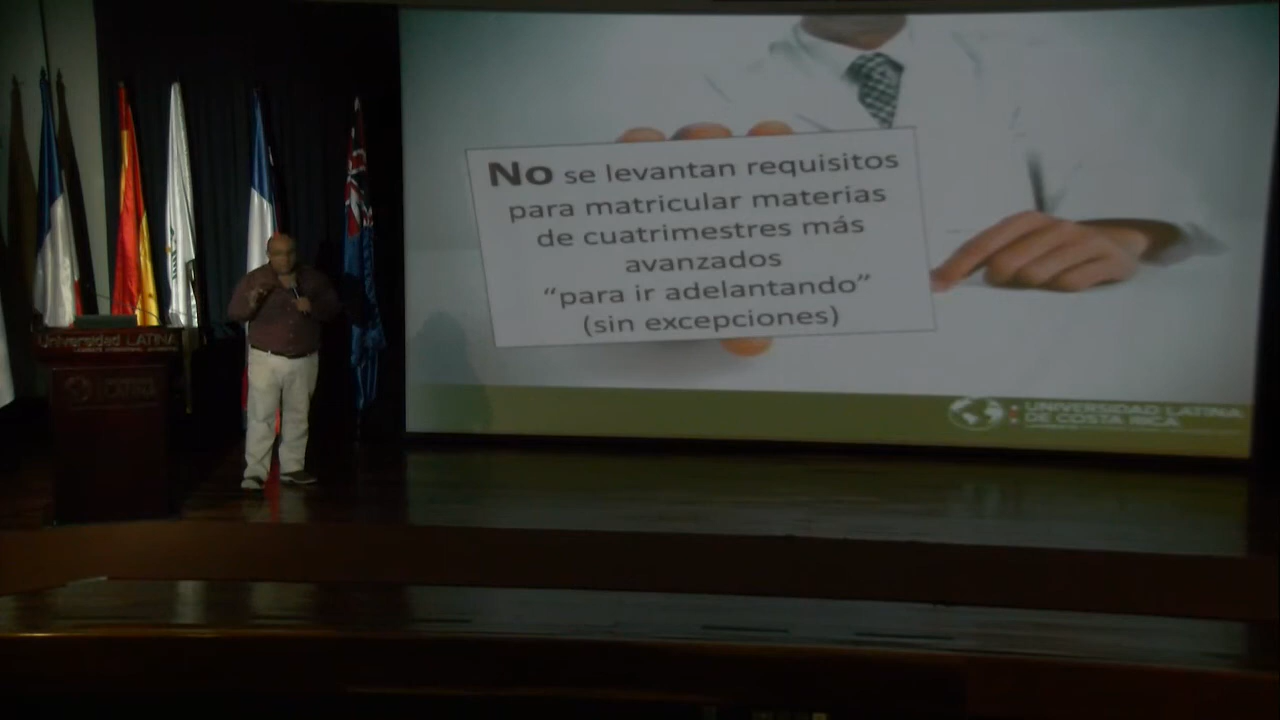 No se levantan requisitos
para matricular materias
de cuatrimestres más
avanzados
“para ir adelantando”
(sin excepciones)
UNIVERSIDAD LATINA
DE COSTA RICA
Universidad LATINA